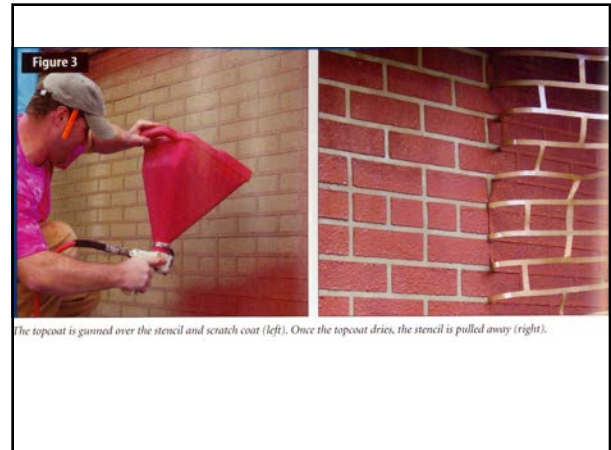 Figure 3
The topcoat is gunned over the stencil and scratch coat (left). Once the topcoat dries, the stencil is pulled away (right).